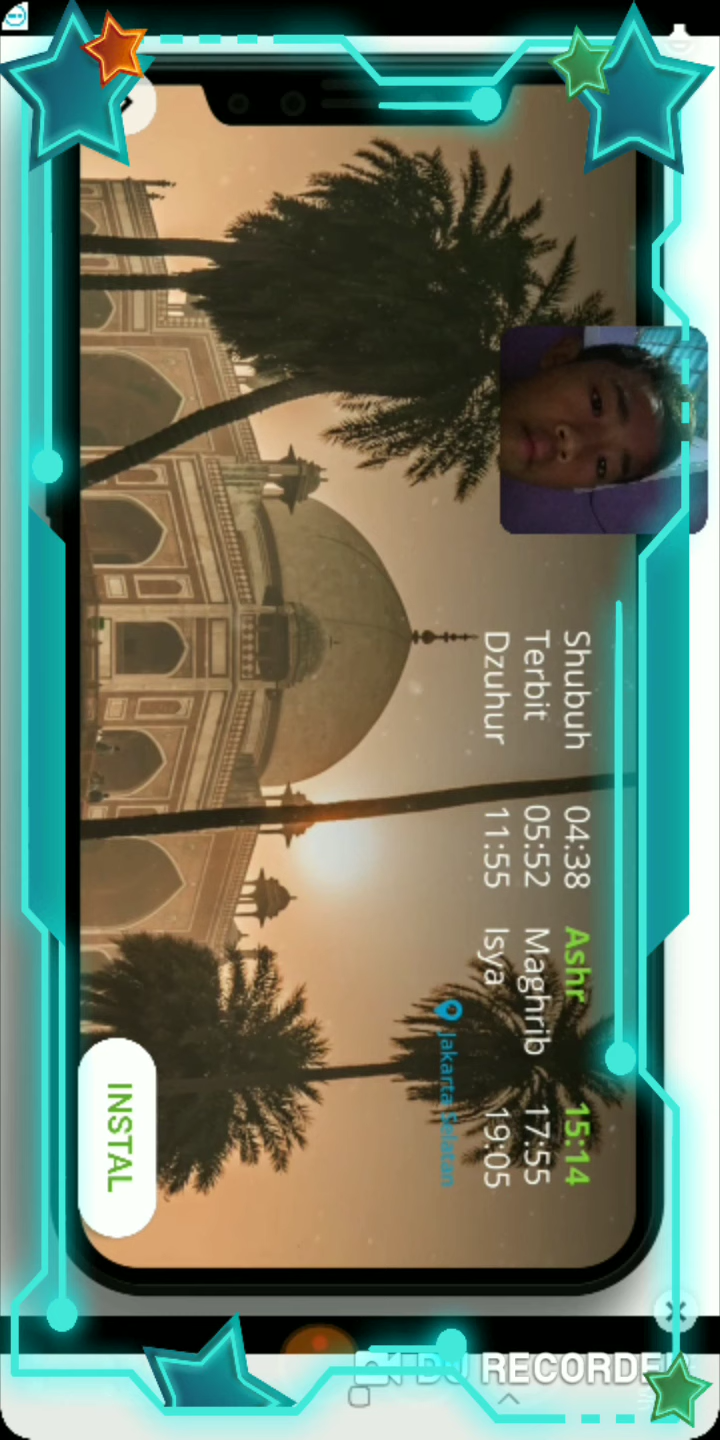 Shubuh 04:38 Ashr 15:14
Terbit 05:52 Maghrib 17:55
Dzuhur 11:55 Isya 19:05
Jakarta Selatan
INSTAL
DU RECORDER